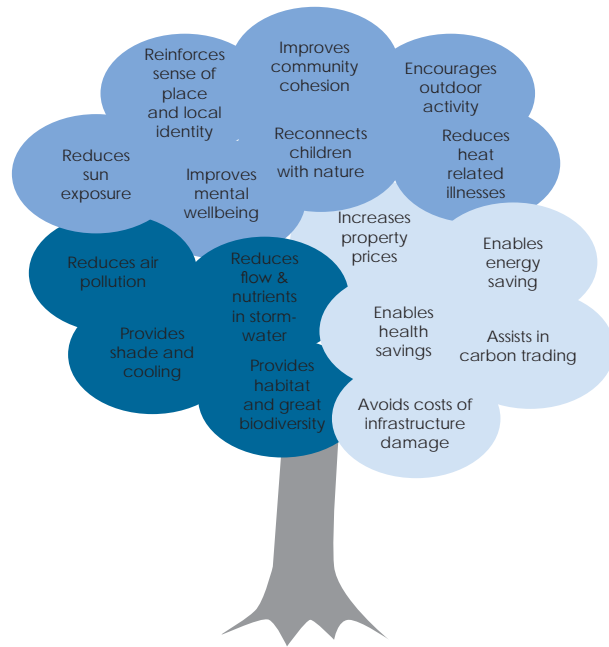 Reinforces
sense of
place
and local
identity
Improves
community
cohesion
Encourages
outdoor
activity
Reduces
sun
exposure
Improves
mental
wellbeing
Reconnects
children
with nature
Reduces
heat
related
illnesses
Reduces air
pollution
Reduces
flow &
nutrients
in storm-
water
Increases
property
prices
Enables
energy
saving
Provides
shade and
cooling
Provides
habitat
and great
biodiversity
Enables
health
savings
Assists in
carbon trading
Avoids costs of
infrastructure
damage